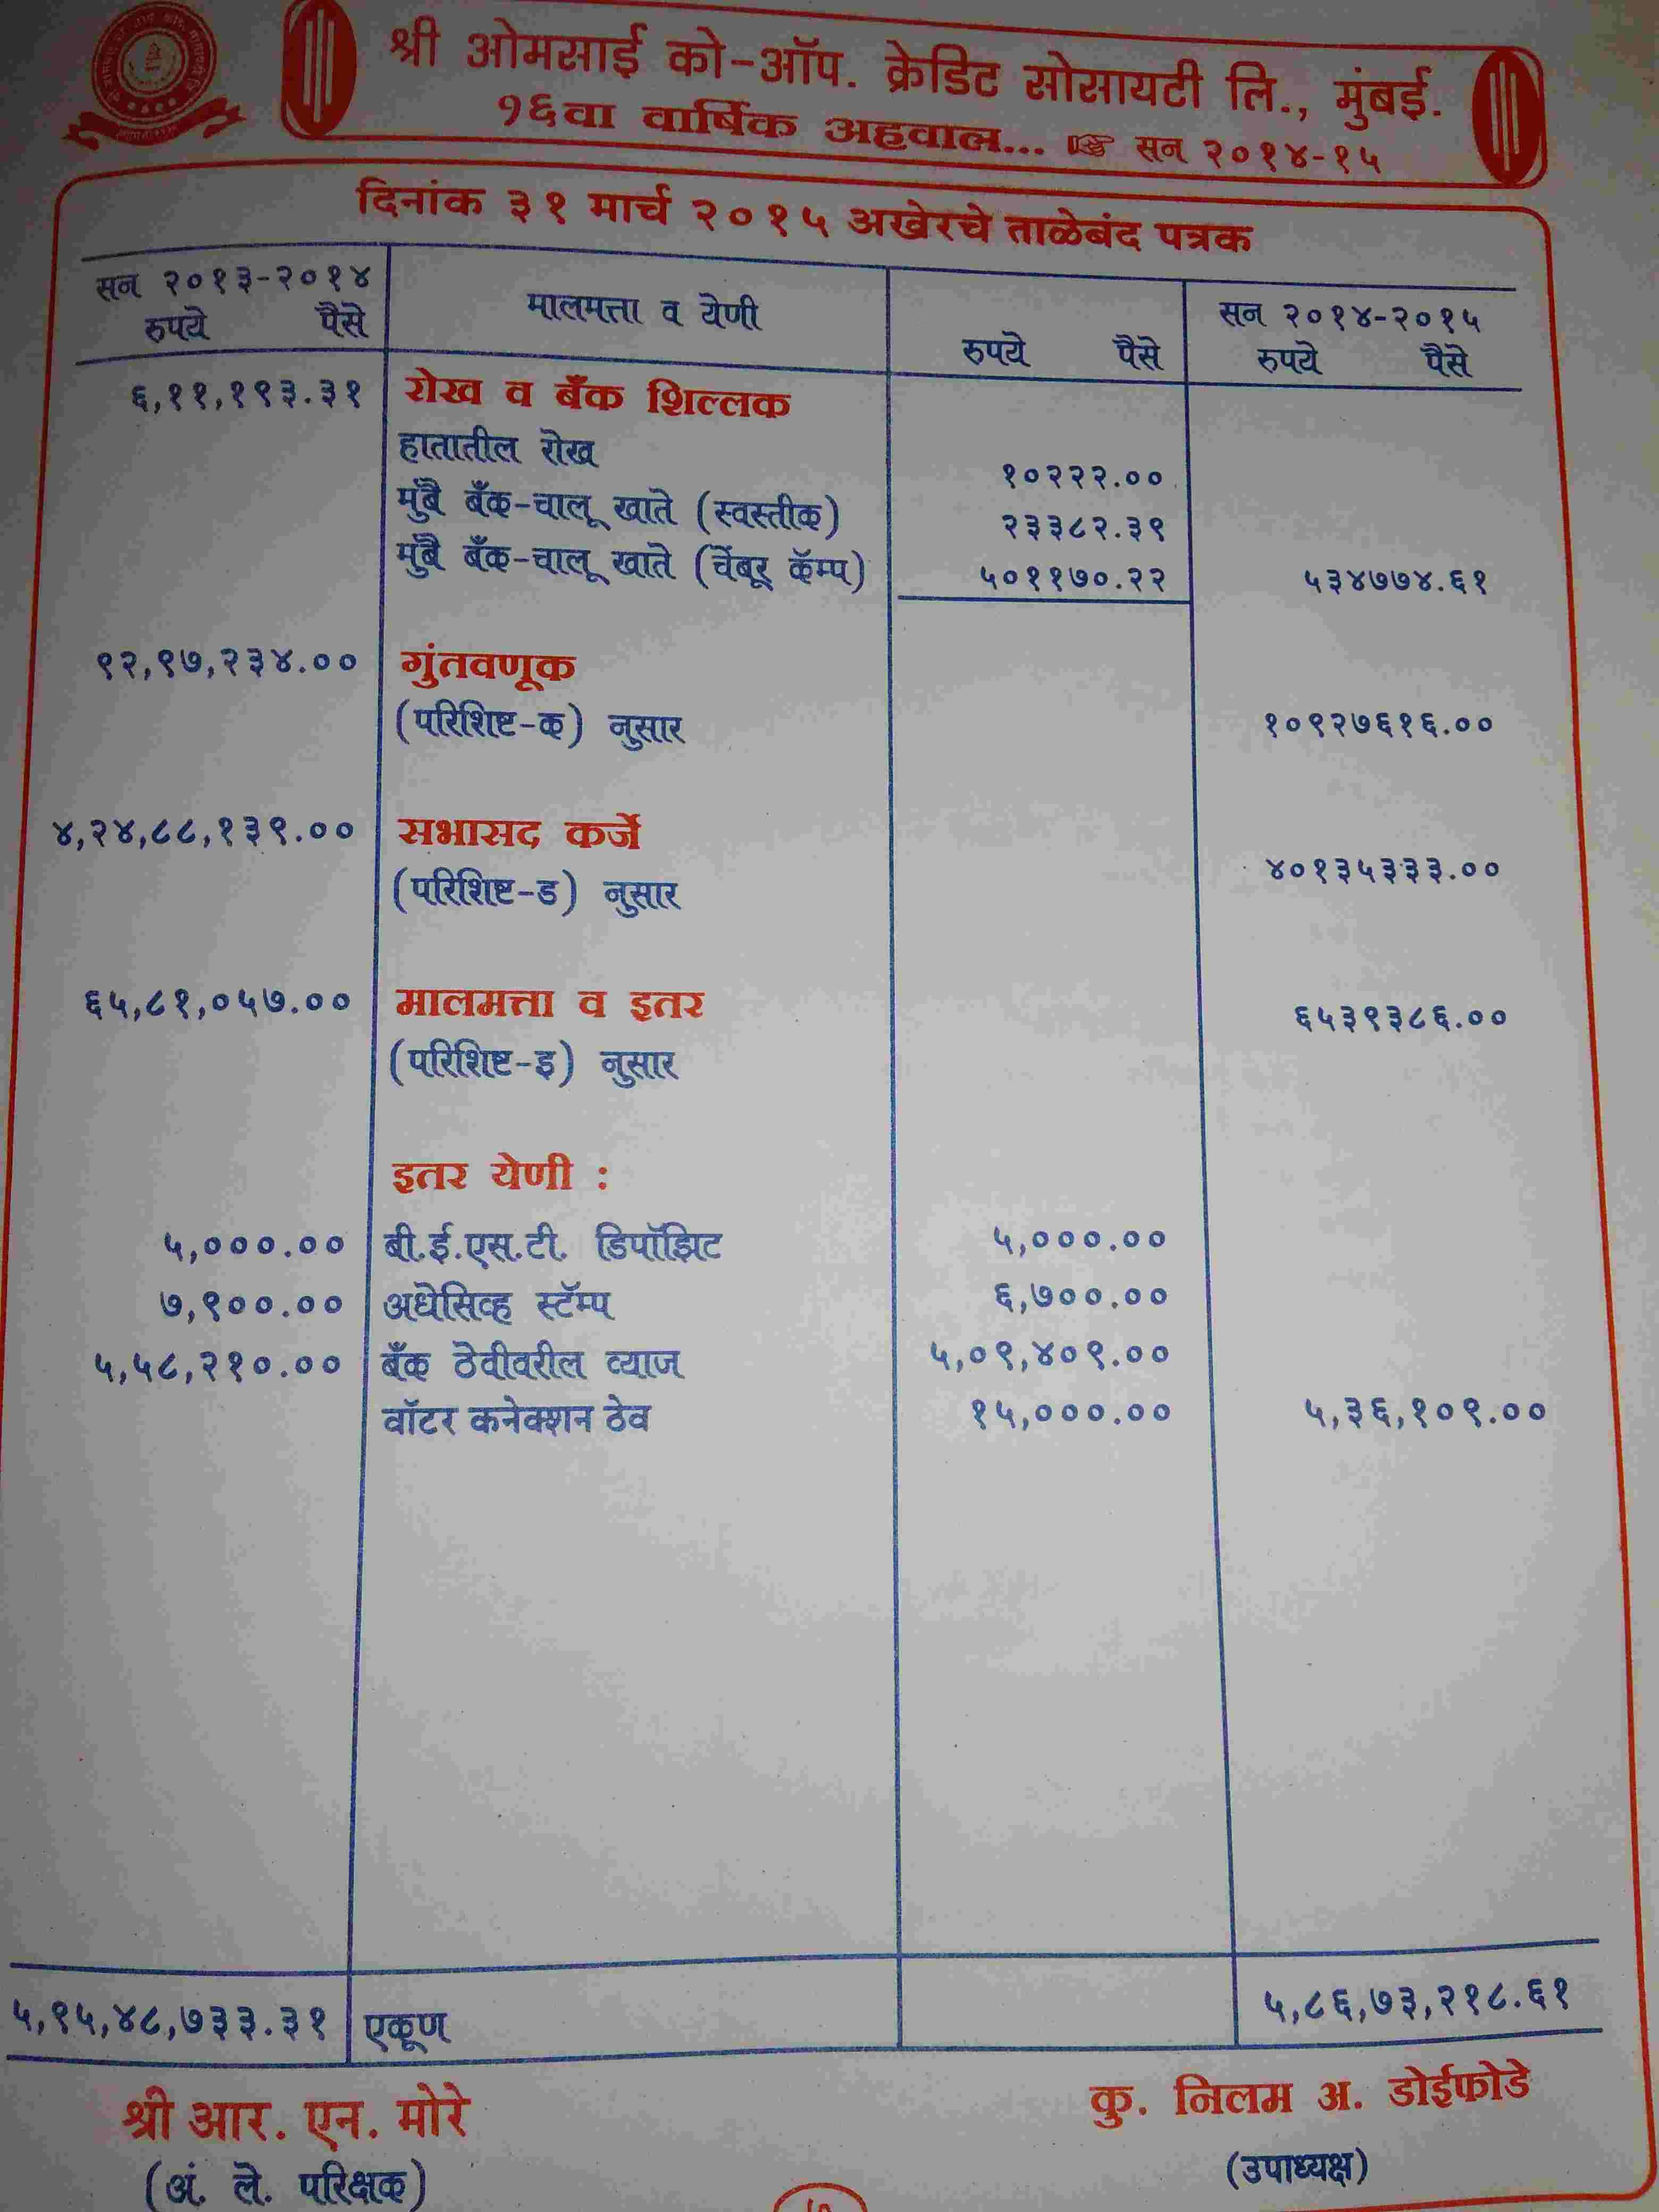 श्री ओमसाई को-ऑप. क्रेडिट सोसायटी लि., मुंबई.
१६वा वार्षिक अहवाल... ☞ सन २०१४-१५
दिनांक ३१ मार्च २०१५ अखेरचे ताळेबंद पत्रक
सन २०१३-२०१४ मालमत्ता व येणी सन २०१४-२०१५
रुपये पैसे रुपये पैसे रुपये पैसे
६,११,१९३.३१ रोख व बँक शिल्लक
हातातील रोख १०२२२.००
मुंबै बँक-चालू खाते (स्वस्तीक) २३३८२.३९
मुंबै बँक-चालू खाते (चेंबूर कॅम्प) ५०११७०.२२ ५३४७७४.६१
९२,९७,२३४.०० गुंतवणूक
(परिशिष्ट-क) नुसार १०९२७६१६.००
४,२४,८८,१३९.०० सभासद कर्जे
(परिशिष्ट-ड) नुसार ४०१३५३३३.००
६५,८१,०५७.०० मालमत्ता व इतर ६५३९३८६.००
(परिशिष्ट-इ) नुसार
इतर येणी :
५,०००.०० बी.ई.एस.टी. डिपॉझिट ५,०००.००
७,९००.०० अधेसिव्ह स्टॅम्प ६,७००.००
५,५८,२१०.०० बँक ठेवीवरील व्याज ५,०९,४०९.००
वॉटर कनेक्शन ठेव १५,०००.०० ५,३६,१०९.००
५,९५,४८,७३३.३१ एकूण ५,८६,७३,२१८.६१
श्री आर. एन. मोरे कु. निलम अ. डोईफोडे
(अं. ले. परिक्षक) (उपाध्यक्ष)